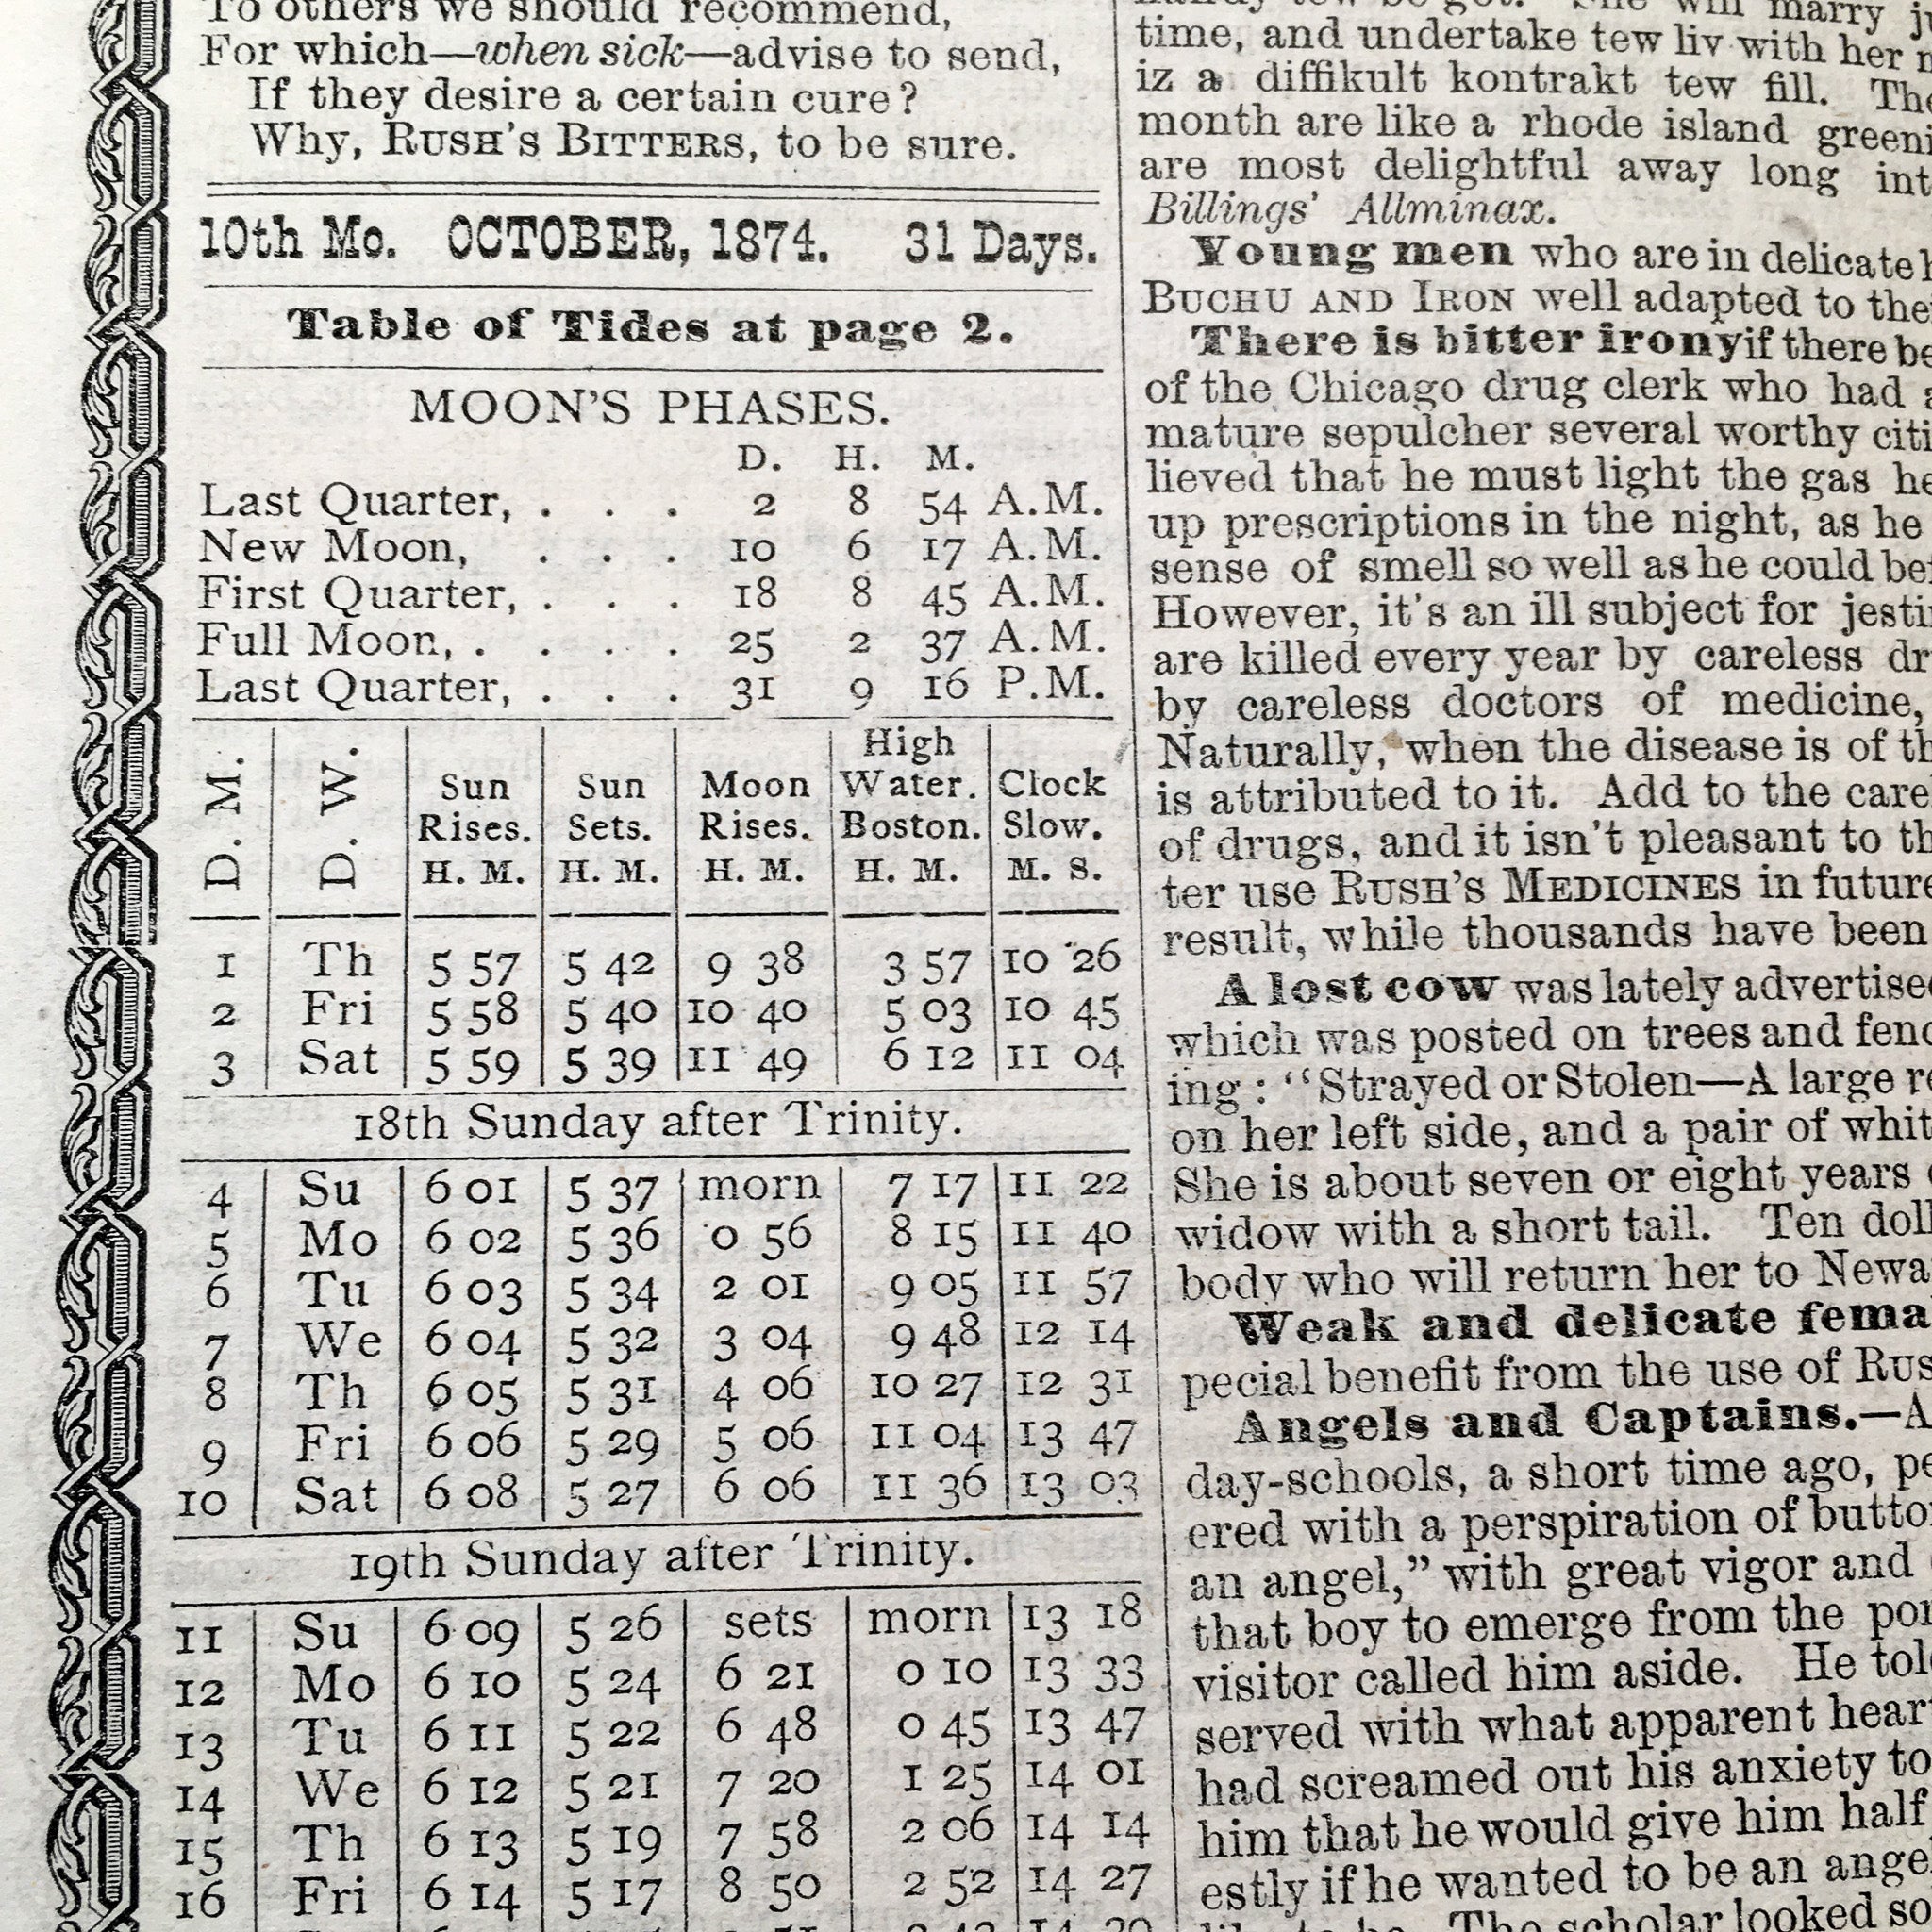 To others we should recommend,
For which—when sick—advise to send,
If they desire a certain cure?
Why, RUSH'S BITTERS, to be sure.
10th Mo. OCTOBER, 1874. 31 Days.
Table of Tides at page 2.
MOON'S PHASES.
D. H. M.
Last Quarter, . . . 2 8 54 A.M.
New Moon, . . . 10 6 17 A.M.
First Quarter, . . . 18 8 45 A.M.
Full Moon, . . . . 25 2 37 A.M.
Last Quarter, . . . 31 9 16 P.M.
D. M. D. W. Sun Rises. H. M. Sun Sets. H. M. Moon Rises. H. M. High Water. Boston. H. M. Clock Slow. M. S.
1 Th 5 57 5 42 9 38 3 57 10 26
2 Fri 5 58 5 40 10 40 5 03 10 45
3 Sat 5 59 5 39 11 49 6 12 11 04
18th Sunday after Trinity.
4 Su 6 01 5 37 morn 7 17 11 22
5 Mo 6 02 5 36 0 56 8 15 11 40
6 Tu 6 03 5 34 2 01 9 05 11 57
7 We 6 04 5 32 3 04 9 48 12 14
8 Th 6 05 5 31 4 06 10 27 12 31
9 Fri 6 06 5 29 5 06 11 04 13 47
10 Sat 6 08 5 27 6 06 11 36 13 03
19th Sunday after Trinity.
11 Su 6 09 5 26 sets morn 13 18
12 Mo 6 10 5 24 6 21 0 10 13 33
13 Tu 6 11 5 22 6 48 0 45 13 47
14 We 6 12 5 21 7 20 1 25 14 01
15 Th 6 13 5 19 7 58 2 06 14 14
16 Fri 6 14 5 17 8 50 2 52 14 27
tew be got. She will marry
time, and undertake tew liv with her
iz a diffikult kontrakt tew fill.
month are like a rhode island
are most delightful away long
Billings' Allminax.
Young men who are in delicate
BUCHU AND IRON well adapted to
There is bitter irony if there
of the Chicago drug clerk who had
mature sepulcher several worthy
lieved that he must light the gas
up prescriptions in the night, as he
sense of smell so well as he could
However, it's an ill subject for
are killed every year by careless
by careless doctors of medicine,
Naturally, when the disease is of
is attributed to it. Add to the
of drugs, and it isn't pleasant to
ter use RUSH'S MEDICINES in future
result, while thousands have been
A lost cow was lately
which was posted on trees and
ing: "Strayed or Stolen—A large
on her left side, and a pair of
She is about seven or eight years
widow with a short tail. Ten
body who will return her to
Weak and delicate
pecial benefit from the use of
Angels and Captains.—A
day-schools, a short time ago,
ered with a perspiration of
an angel," with great vigor and
that boy to emerge from the
visitor called him aside. He
served with what apparent
had screamed out his anxiety to
him that he would give him half
estly if he wanted to be an
The scholar looked